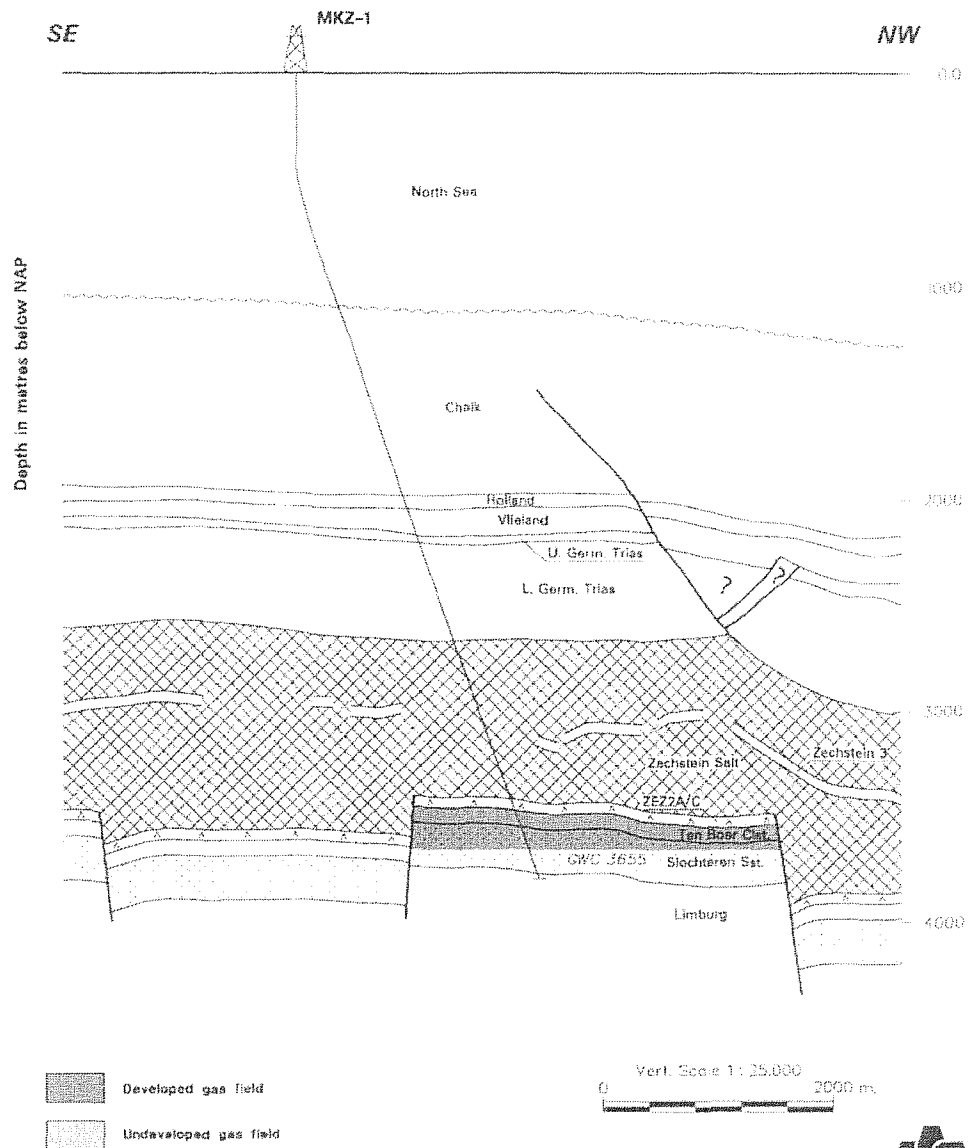 MKZ-1
SE
NW
0.0
North Sea
Depth in metres below NAP
1000
Chalk
2000
Holland
Vlieland
U. Germ. Trias
? ?
L. Germ. Trias
3000
Zechstein Salt
Zechstein 3
ZEZ2A/C
Ten Boer Clst.
GWC 3655
Slochteren Sst.
Limburg
4000
Vert. Scale 1 : 25.000
0 2000 m.
Developed gas field
Undeveloped gas field